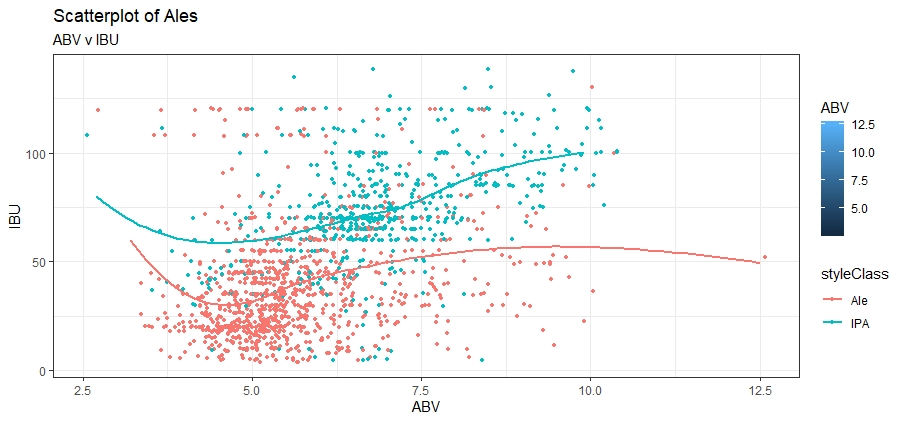 Scatterplot of Ales
ABV v IBU
IBU
100
50
0
2.5
5.0
7.5
10.0
12.5
ABV
ABV
12.5
10.0
7.5
5.0
styleClass
Ale
IPA